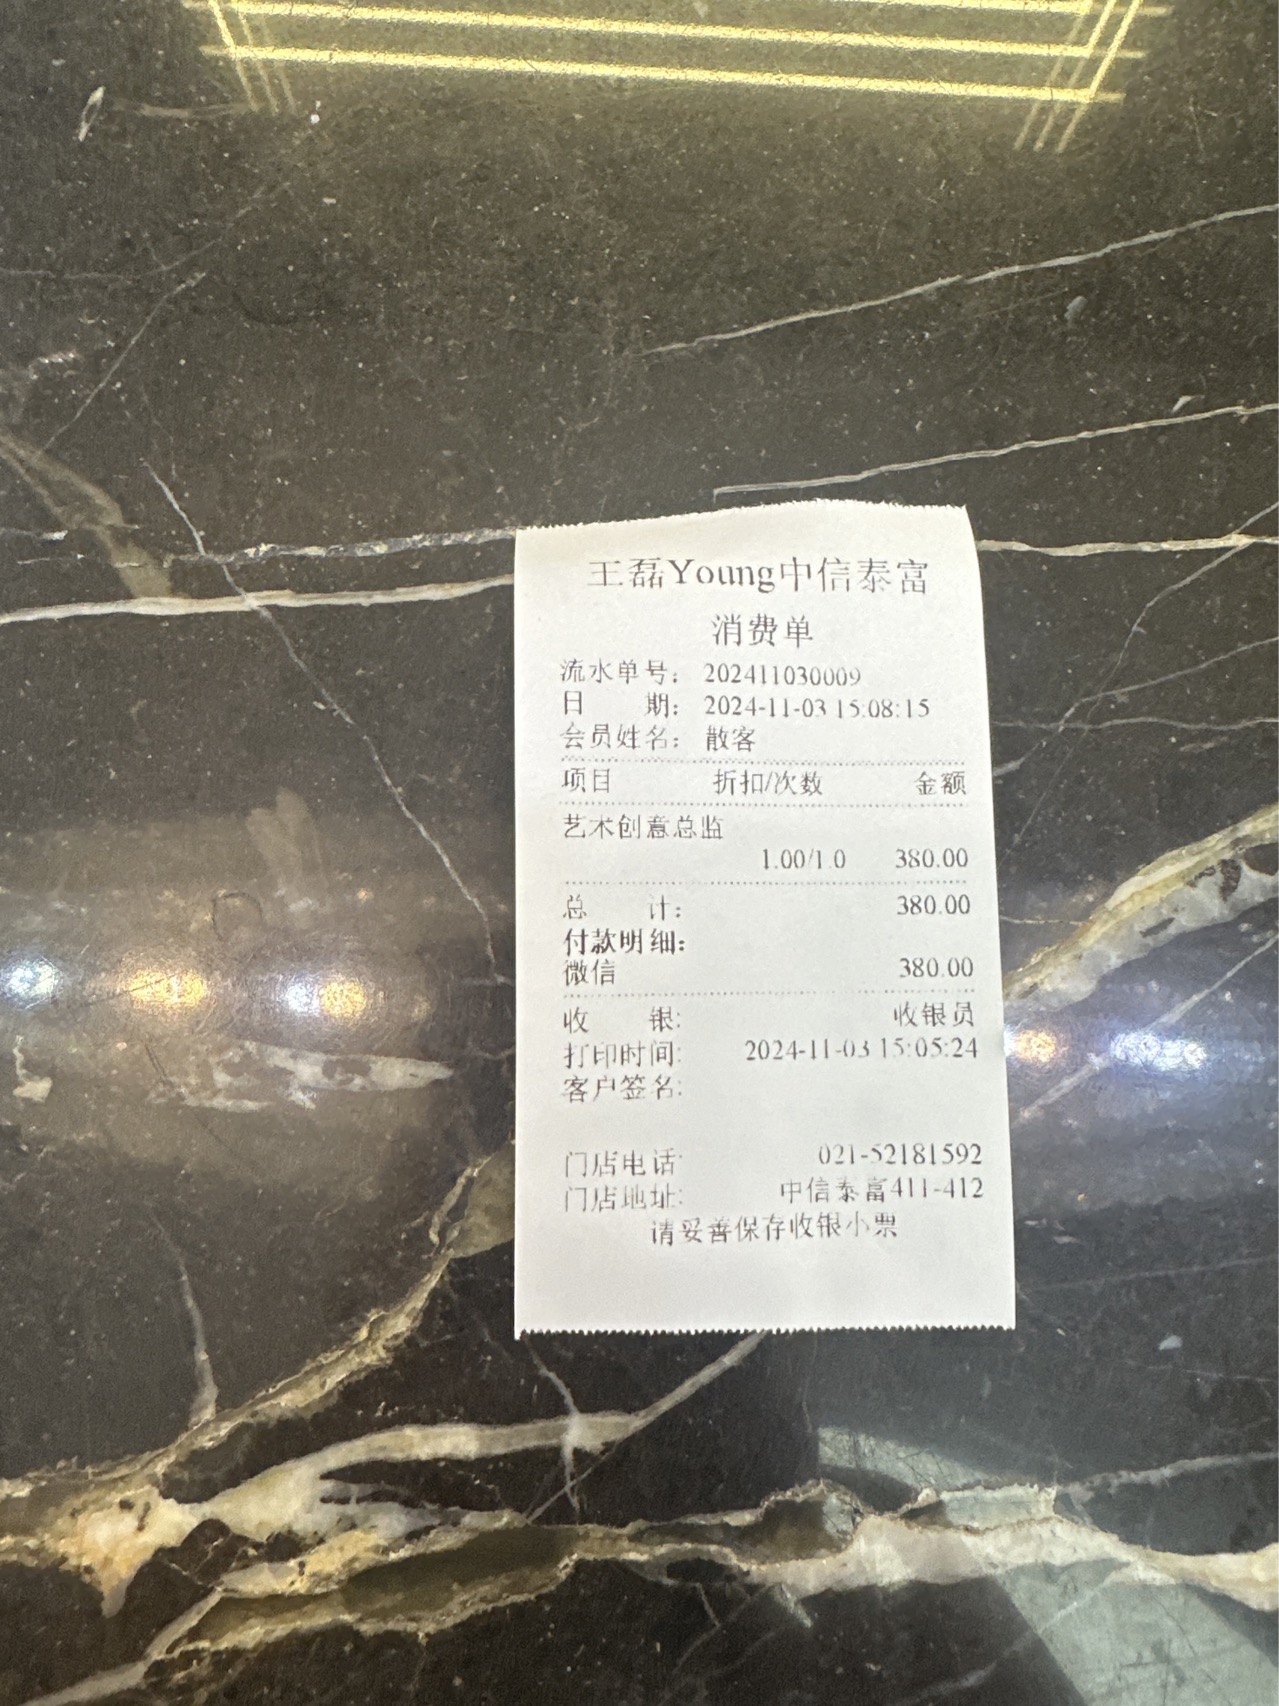 王磊Young中信泰富
消费单
流水单号： 202411030009
日 期： 2024-11-03 15:08:15
会员姓名： 散客
项目 折扣/次数 金额
艺术创意总监
1.00/1.0 380.00
总 计： 380.00
付款明细：
微信 380.00
收 银: 收银员
打印时间: 2024-11-03 15:05:24
客户签名:
门店电话: 021-52181592
门店地址: 中信泰富411-412
请妥善保存收银小票